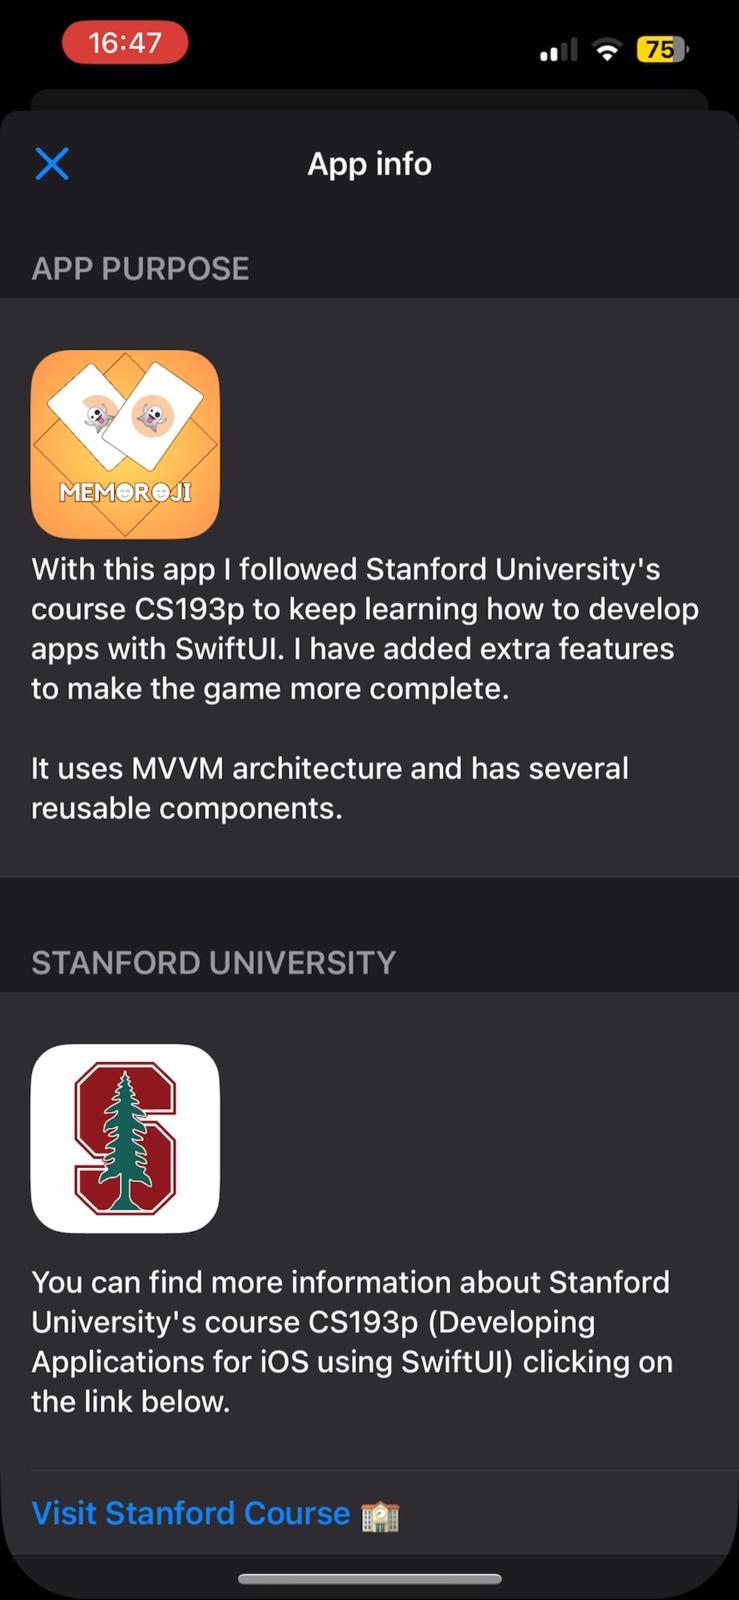 16:47
75
App info
APP PURPOSE
MEMOROJI
With this app I followed Stanford University's
course CS193p to keep learning how to develop
apps with SwiftUI. I have added extra features
to make the game more complete.
It uses MVVM architecture and has several
reusable components.
STANFORD UNIVERSITY
S
You can find more information about Stanford
University's course CS193p (Developing
Applications for iOS using SwiftUI) clicking on
the link below.
Visit Stanford Course 🏫